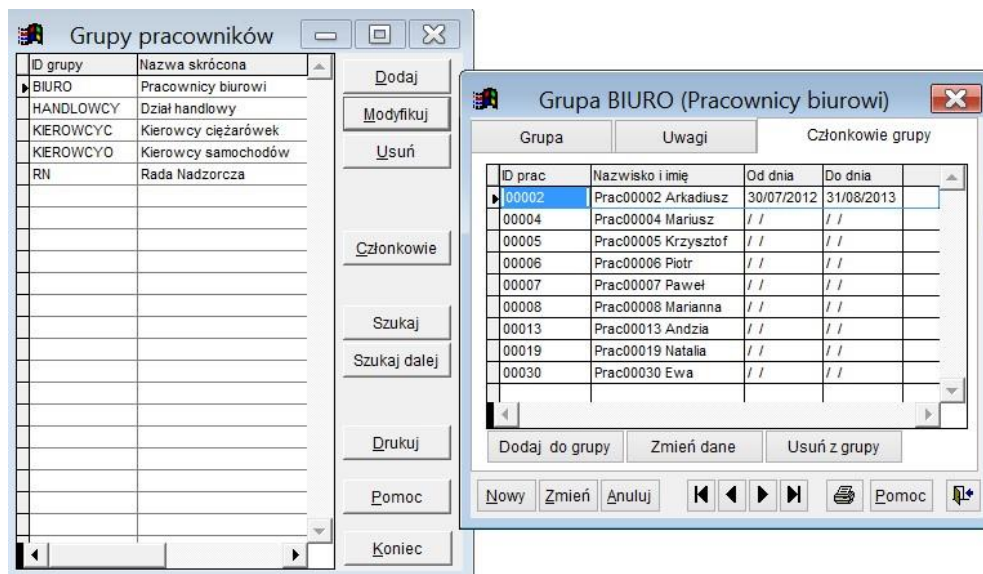 Grupy pracowników
ID grupy Nazwa skrócona
BIURO Pracownicy biurowi
HANDLOWCY Dział handlowy
KIEROWCYC Kierowcy ciężarówek
KIEROWCYO Kierowcy samochodów
RN Rada Nadzorcza
Dodaj
Modyfikuj
Usuń
Członkowie
Szukaj
Szukaj dalej
Drukuj
Pomoc
Koniec
Grupa BIURO (Pracownicy biurowi)
Grupa Uwagi Członkowie grupy
ID prac Nazwisko i imię Od dnia Do dnia
00002 Prac00002 Arkadiusz 30/07/2012 31/08/2013
00004 Prac00004 Mariusz / / / /
00005 Prac00005 Krzysztof / / / /
00006 Prac00006 Piotr / / / /
00007 Prac00007 Paweł / / / /
00008 Prac00008 Marianna / / / /
00013 Prac00013 Andzia / / / /
00019 Prac00019 Natalia / / / /
00030 Prac00030 Ewa / / / /
Dodaj do grupy Zmień dane Usuń z grupy
Nowy Zmień Anuluj Pomoc